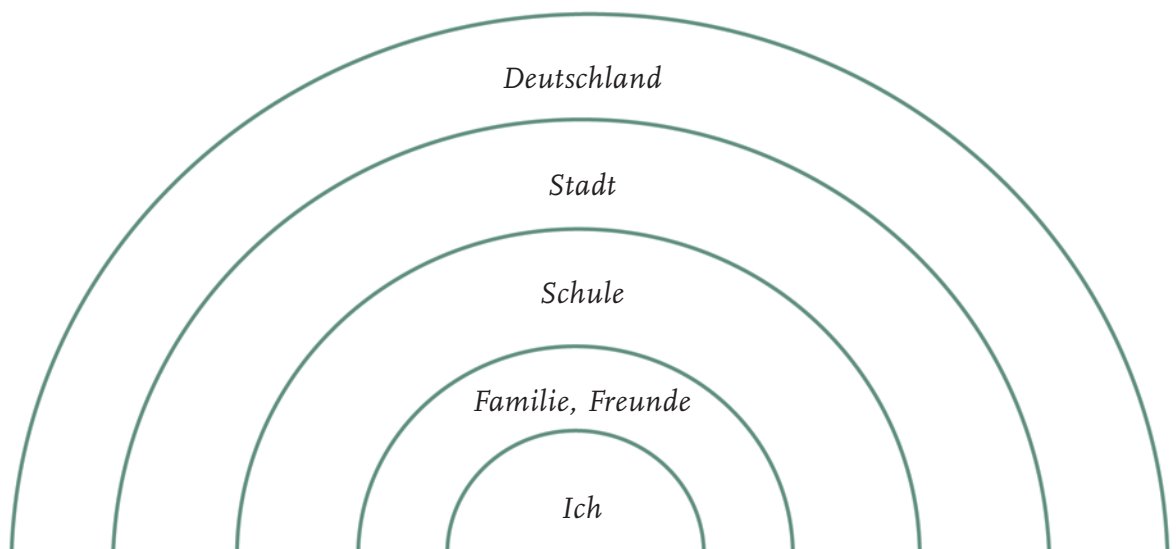 Deutschland
Stadt
Schule
Familie, Freunde
Ich